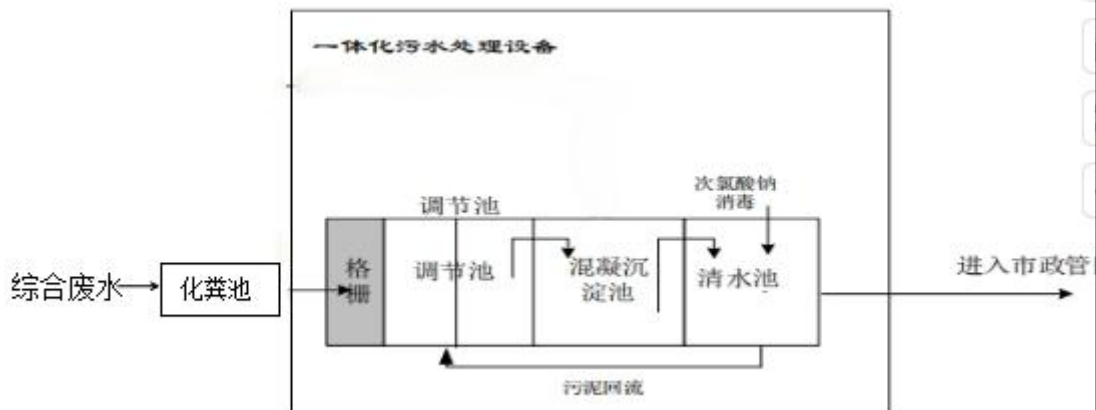 一体化污水处理设备
次氯酸钠
消毒
调节池
综合废水
化粪池
格
栅
调节池
混凝沉
淀池
清水池
进入市政管
污泥回流